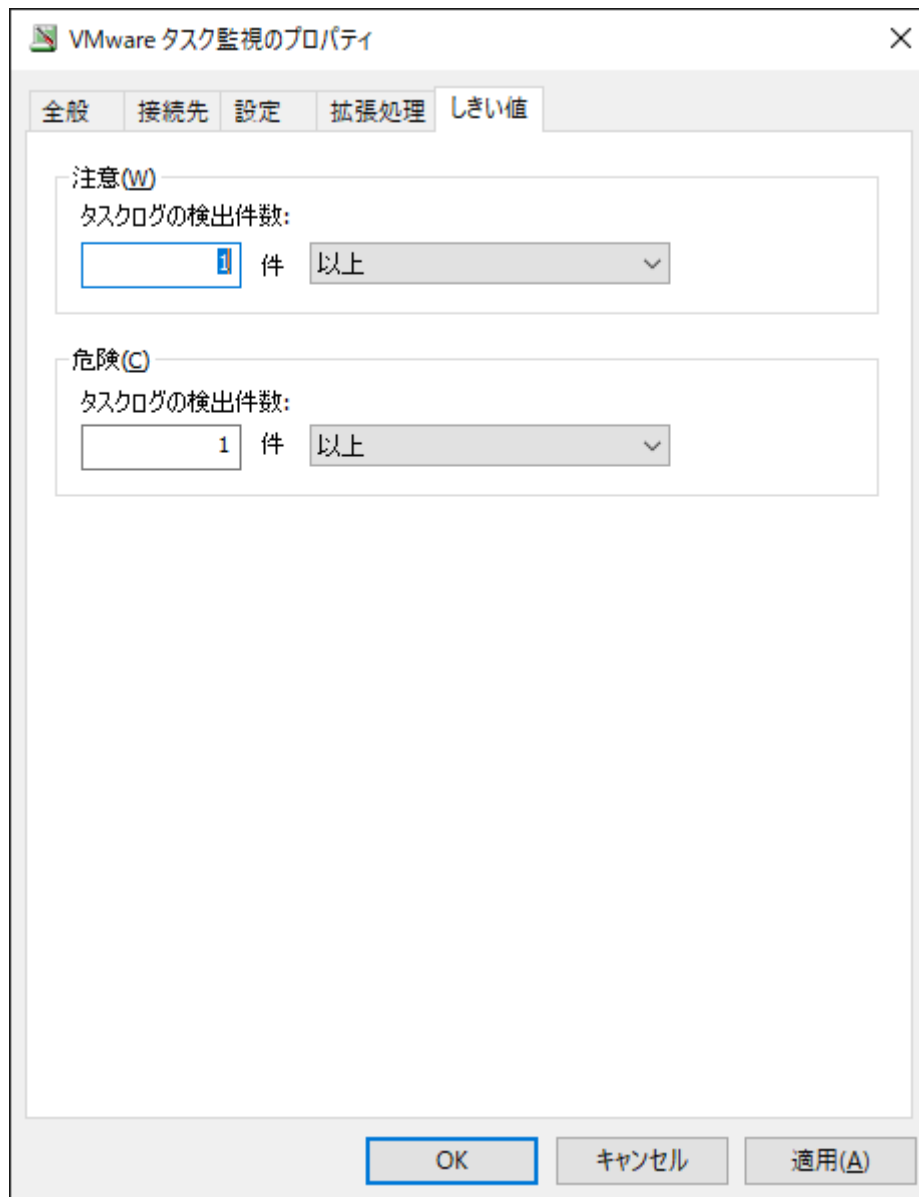 VMware タスク監視のプロパティ
全般 接続先 設定 拡張処理 しきい値
注意(W)
タスクログの検出件数:
1 件 以上
危険(C)
タスクログの検出件数:
1 件 以上
OK キャンセル 適用(A)